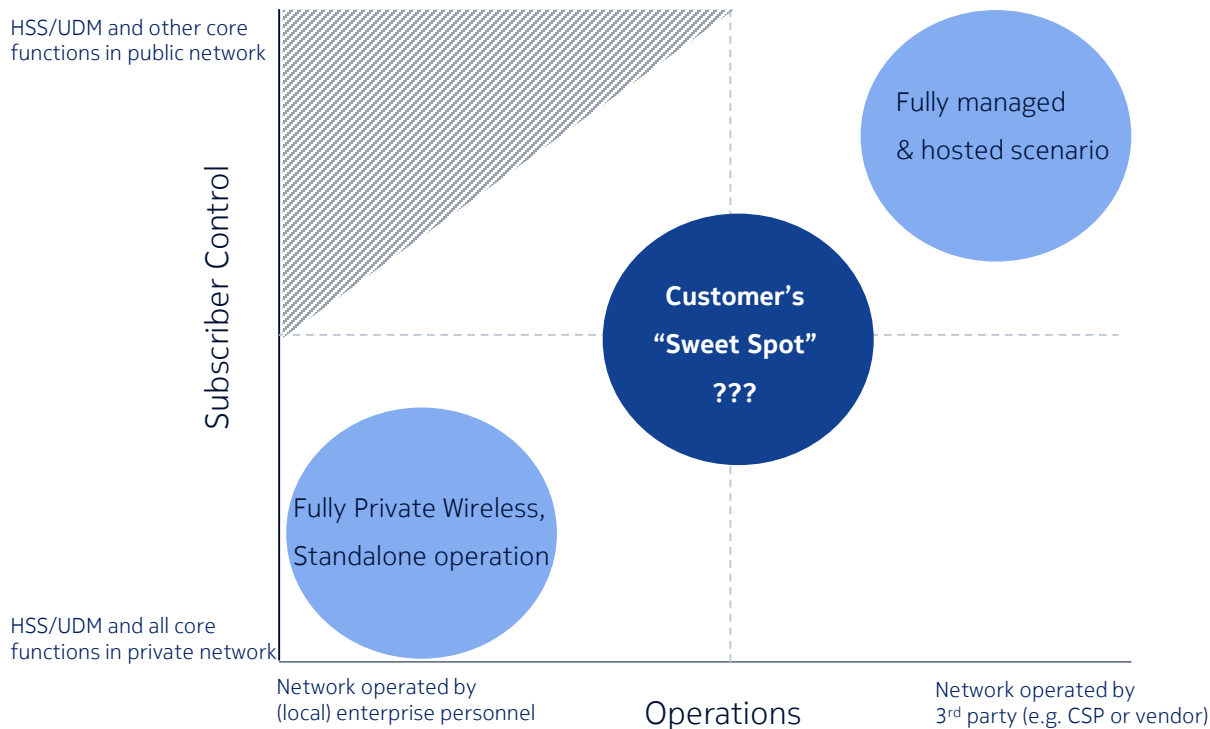 HSS/UDM and other core
functions in public network
Fully managed
& hosted scenario
Subscriber Control
Customer’s
“Sweet Spot”
???
Fully Private Wireless,
Standalone operation
HSS/UDM and all core
functions in private network
Network operated by
(local) enterprise personnel
Operations
Network operated by
3rd party (e.g. CSP or vendor)